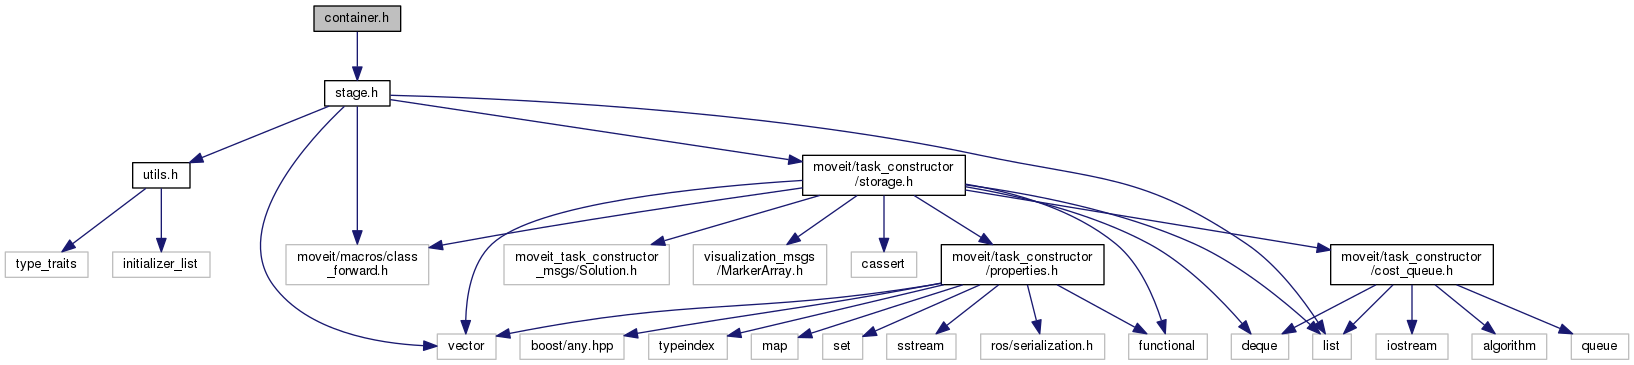 container.h
stage.h
moveit/task_constructor
/storage.h
utils.h
type_traits
initializer_list
moveit/macros/class
_forward.h
moveit_task_constructor
_msgs/Solution.h
visualization_msgs
/MarkerArray.h
cassert
moveit/task_constructor
/properties.h
moveit/task_constructor
/cost_queue.h
vector
boost/any.hpp
typeindex
map
set
sstream
ros/serialization.h
functional
deque
list
iostream
algorithm
queue